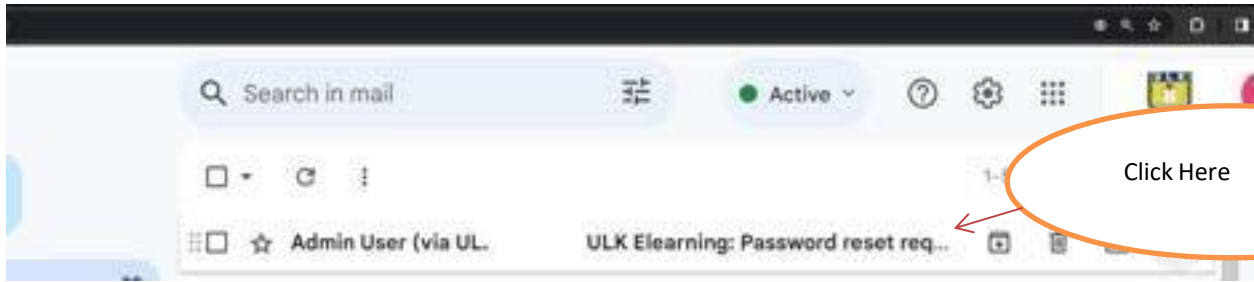 Search in mail
Active
Click Here
Admin User (via UL. ULK Elearning: Password reset req...